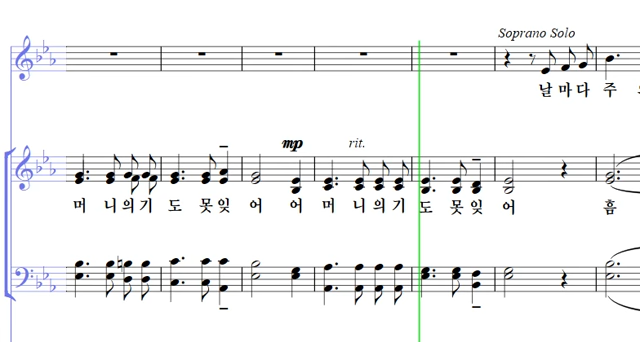 Soprano Solo
날 마 다 주
mp
rit.
머 니 의 기 도 못 잊 어 어 머 니 의 기 도 못 잊 어 흠